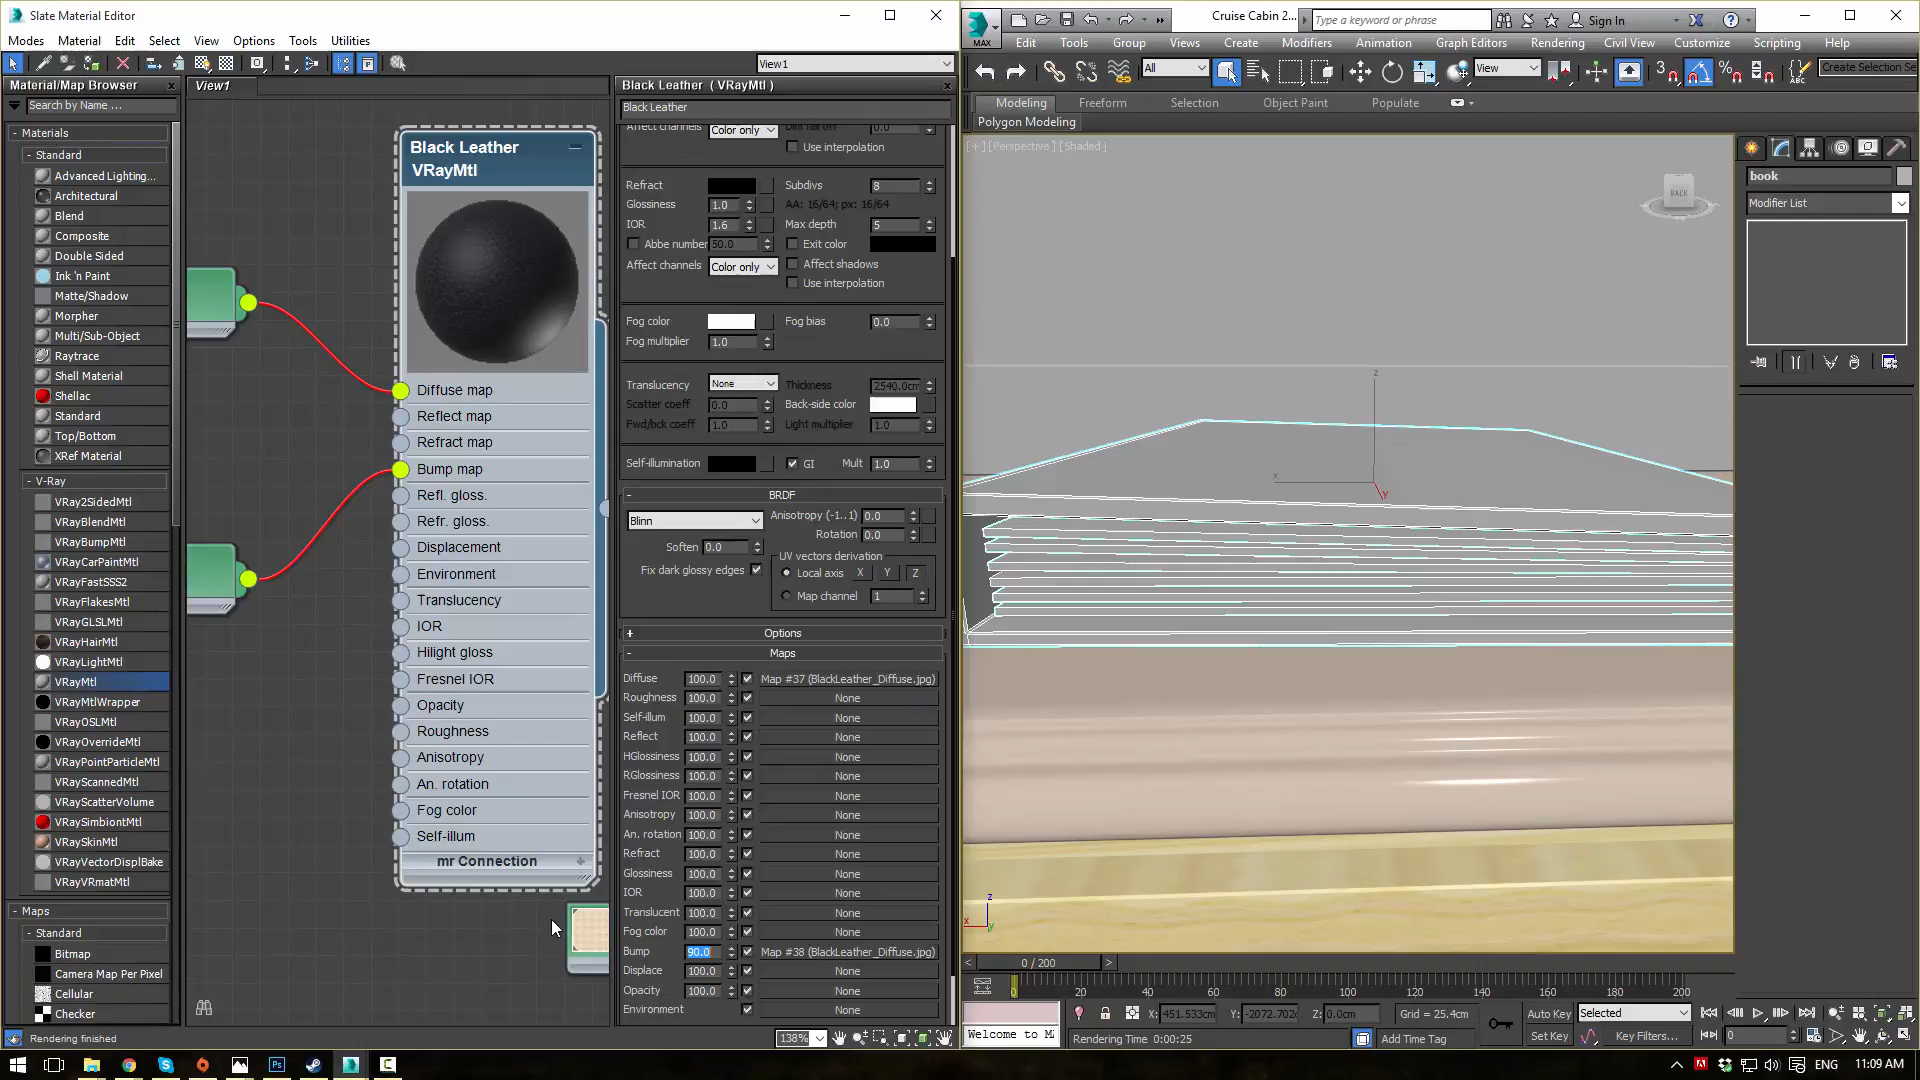 Slate Material Editor
Modes Material Edit Select View Options Tools Utilities
View1
Material/Map Browser
Search by Name ...
- Materials
- Standard
Advanced Lighting...
Architectural
Blend
Composite
Double Sided
Ink 'n Paint
Matte/Shadow
Morpher
Multi/Sub-Object
Raytrace
Shell Material
Shellac
Standard
Top/Bottom
XRef Material
- V-Ray
VRay2SidedMtl
VRayBlendMtl
VRayBumpMtl
VRayCarPaintMtl
VRayFastSSS2
VRayFlakesMtl
VRayGLSLMtl
VRayHairMtl
VRayLightMtl
VRayMtl
VRayMtlWrapper
VRayOSLMtl
VRayOverrideMtl
VRayPointParticleMtl
VRayScannedMtl
VRayScatterVolume
VRaySimbiontMtl
VRaySkinMtl
VRayVectorDisplBake
VRayVRmatMtl
- Maps
- Standard
Bitmap
Camera Map Per Pixel
Cellular
Checker
Rendering finished
View1
Black Leather
VRayMtl
Diffuse map
Reflect map
Refract map
Bump map
Refl. gloss.
Refr. gloss.
Displacement
Environment
Translucency
IOR
Hilight gloss
Fresnel IOR
Opacity
Roughness
Anisotropy
An. rotation
Fog color
Self-illum
mr Connection +
138%
Black Leather ( VRayMtl )
Black Leather
Affect channels Color only Dim fall off 0.0
Use interpolation
Refract Subdivs 8
Glossiness 1.0 AA: 16/64; px: 16/64
IOR 1.6 Max depth 5
Abbe number 50.0 Exit color
Affect channels Color only Affect shadows
Use interpolation
Fog color Fog bias 0.0
Fog multiplier 1.0
Translucency None Thickness 2540.0cm
Scatter coeff 0.0 Back-side color
Fwd/bck coeff 1.0 Light multiplier 1.0
Self-illumination GI Mult 1.0
- BRDF
Blinn Anisotropy (-1..1) 0.0
Rotation 0.0
Soften 0.0 UV vectors derivation
Fix dark glossy edges Local axis X Y Z
Map channel 1
+ Options
- Maps
Diffuse 100.0 Map #37 (BlackLeather_Diffuse.jpg)
Roughness 100.0 None
Self-illum 100.0 None
Reflect 100.0 None
HGlossiness 100.0 None
RGlossiness 100.0 None
Fresnel IOR 100.0 None
Anisotropy 100.0 None
An. rotation 100.0 None
Refract 100.0 None
Glossiness 100.0 None
IOR 100.0 None
Translucent 100.0 None
Fog color 100.0 None
Bump 90.0 Map #38 (BlackLeather_Diffuse.jpg)
Displace 100.0 None
Opacity 100.0 None
Environment None
MAX Cruise Cabin 2... Type a keyword or phrase Sign In
Edit Tools Group Views Create Modifiers Animation Graph Editors Rendering Civil View Customize Scripting Help
All View 3 Create Selection Se
Modeling Freeform Selection Object Paint Populate
Polygon Modeling
[+] [Perspective] [Shaded]
BACK
z
x
y
z
x
y
book
Modifier List
< 0 / 200 >
0 20 40 60 80 100 120 140 160 180 200
X: 451.533cm Y: -2072.702c Z: 0.0cm Grid = 25.4cm Auto Key Selected
Welcome to M Rendering Time 0:00:25 Add Time Tag Set Key Key Filters... 0
ENG 11:09 AM